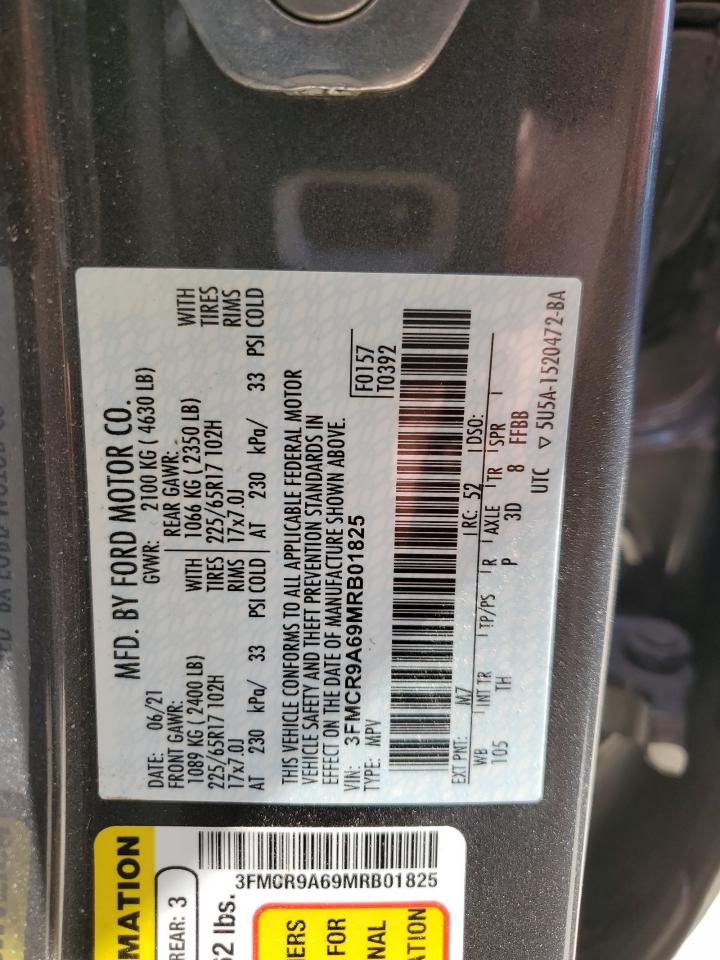 MFD. BY FORD MOTOR CO.
DATE: 06/21 GVWR: 2100 KG ( 4630 LB)
FRONT GAWR: REAR GAWR:
1089 KG ( 2400 LB) WITH 1066 KG ( 2350 LB) WITH
225/65R17 102H TIRES 225/65R17 102H TIRES
17x7.0J RIMS 17x7.0J RIMS
AT 230 kPa/ 33 PSI COLD AT 230 kPa/ 33 PSI COLD
THIS VEHICLE CONFORMS TO ALL APPLICABLE FEDERAL MOTOR
VEHICLE SAFETY AND THEFT PREVENTION STANDARDS IN
EFFECT ON THE DATE OF MANUFACTURE SHOWN ABOVE.
VIN: 3FMCR9A69MRB01825 F0157
TYPE: MPV T0392
EXT PNT: M7 RC: 52 DSO:
WB INT TR TP/PS R AXLE TR SPR
105 TH P 3D 8 FFBB
UTC ▽ 5U5A-1520472-BA
MATION
REAR: 3
3FMCR9A69MRB01825
62 lbs.
ERS
FOR
NAL
ATION